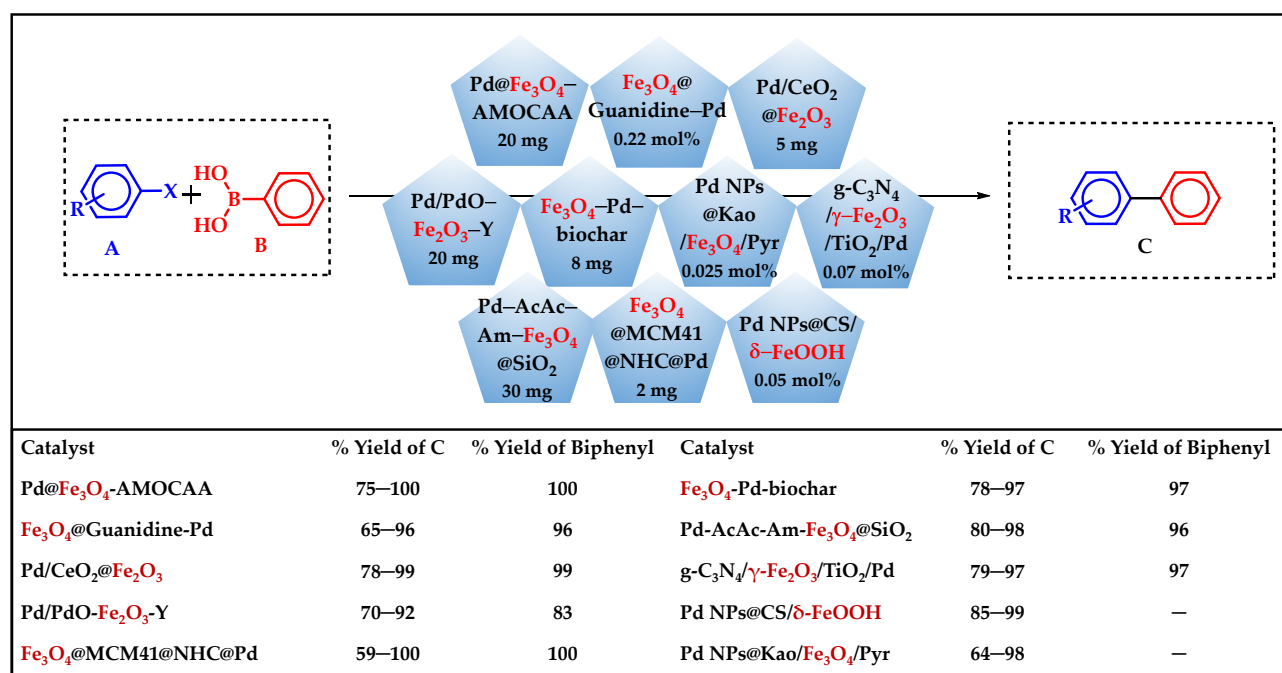 Pd@Fe₃O₄–
AMOCAA
20 mg
Fe₃O₄@
Guanidine–Pd
0.22 mol%
Pd/CeO₂
@Fe₂O₃
5 mg
R
X
+
HO
B
HO
A
B
Pd/PdO–
Fe₂O₃–Y
20 mg
Fe₃O₄–Pd–
biochar
8 mg
Pd NPs
@Kao
/Fe₃O₄/Pyr
0.025 mol%
g-C₃N₄
/γ–Fe₂O₃
/TiO₂/Pd
0.07 mol%
R
C
Pd–AcAc–
Am–Fe₃O₄
@SiO₂
30 mg
Fe₃O₄
@MCM41
@NHC@Pd
2 mg
Pd NPs@CS/
δ–FeOOH
0.05 mol%
Catalyst % Yield of C % Yield of Biphenyl Catalyst % Yield of C % Yield of Biphenyl
Pd@Fe₃O₄-AMOCAA 75—100 100 Fe₃O₄-Pd-biochar 78—97 97
Fe₃O₄@Guanidine-Pd 65—96 96 Pd-AcAc-Am-Fe₃O₄@SiO₂ 80—98 96
Pd/CeO₂@Fe₂O₃ 78—99 99 g-C₃N₄/γ-Fe₂O₃/TiO₂/Pd 79—97 97
Pd/PdO-Fe₂O₃-Y 70—92 83 Pd NPs@CS/δ-FeOOH 85—99 —
Fe₃O₄@MCM41@NHC@Pd 59—100 100 Pd NPs@Kao/Fe₃O₄/Pyr 64—98 —